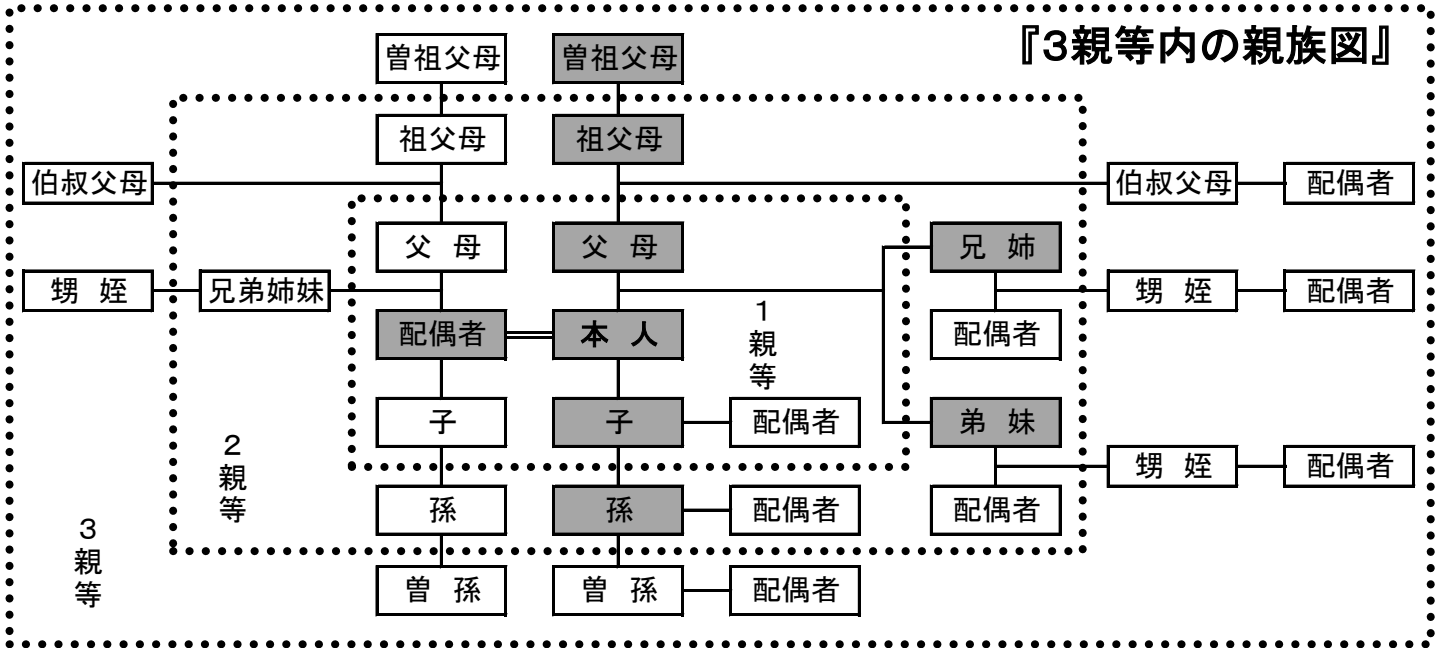 『3親等内の親族図』
曽祖父母 曽祖父母
祖父母 祖父母
伯叔父母 伯叔父母 配偶者
父 母 父 母 兄 姉
甥 姪 兄弟姉妹 甥 姪 配偶者
配偶者 本 人 配偶者
1親等
子 子 配偶者 弟 妹
2親等
甥 姪 配偶者
孫 孫 配偶者 配偶者
3親等
曽 孫 曽 孫 配偶者